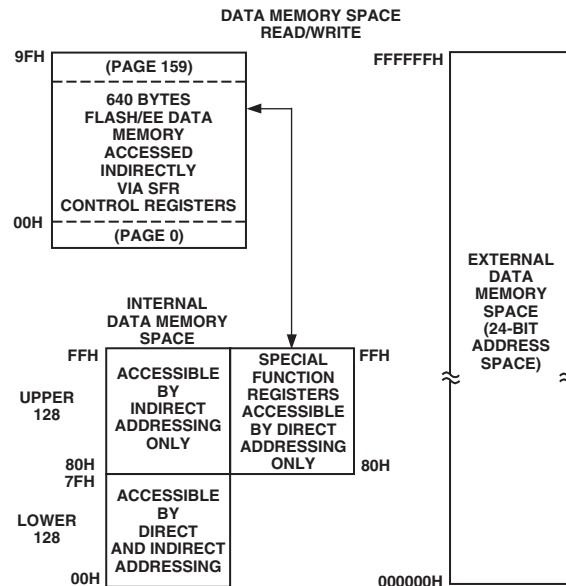 DATA MEMORY SPACE
READ/WRITE
9FH
(PAGE 159)
640 BYTES
FLASH/EE DATA
MEMORY
ACCESSED
INDIRECTLY
VIA SFR
CONTROL REGISTERS
00H
(PAGE 0)
FFFFFFH
EXTERNAL
DATA
MEMORY
SPACE
(24-BIT
ADDRESS
SPACE)
000000H
INTERNAL
DATA MEMORY
SPACE
FFH
UPPER
128
ACCESSIBLE
BY
INDIRECT
ADDRESSING
ONLY
80H
SPECIAL
FUNCTION
REGISTERS
ACCESSIBLE
BY DIRECT
ADDRESSING
ONLY
FFH
80H
7FH
LOWER
128
ACCESSIBLE
BY
DIRECT
AND INDIRECT
ADDRESSING
00H